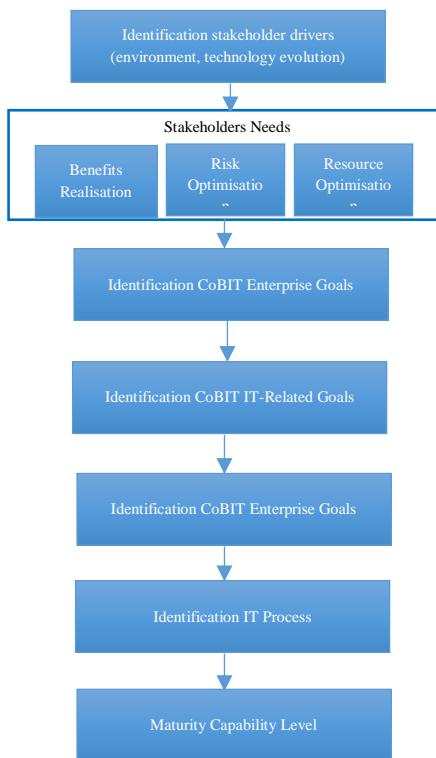 Identification stakeholder drivers
(environment, technology evolution)
Stakeholders Needs
Benefits
Realisation
Risk
Optimisatio
n
Resource
Optimisatio
n
Identification CoBIT Enterprise Goals
Identification CoBIT IT-Related Goals
Identification CoBIT Enterprise Goals
Identification IT Process
Maturity Capability Level